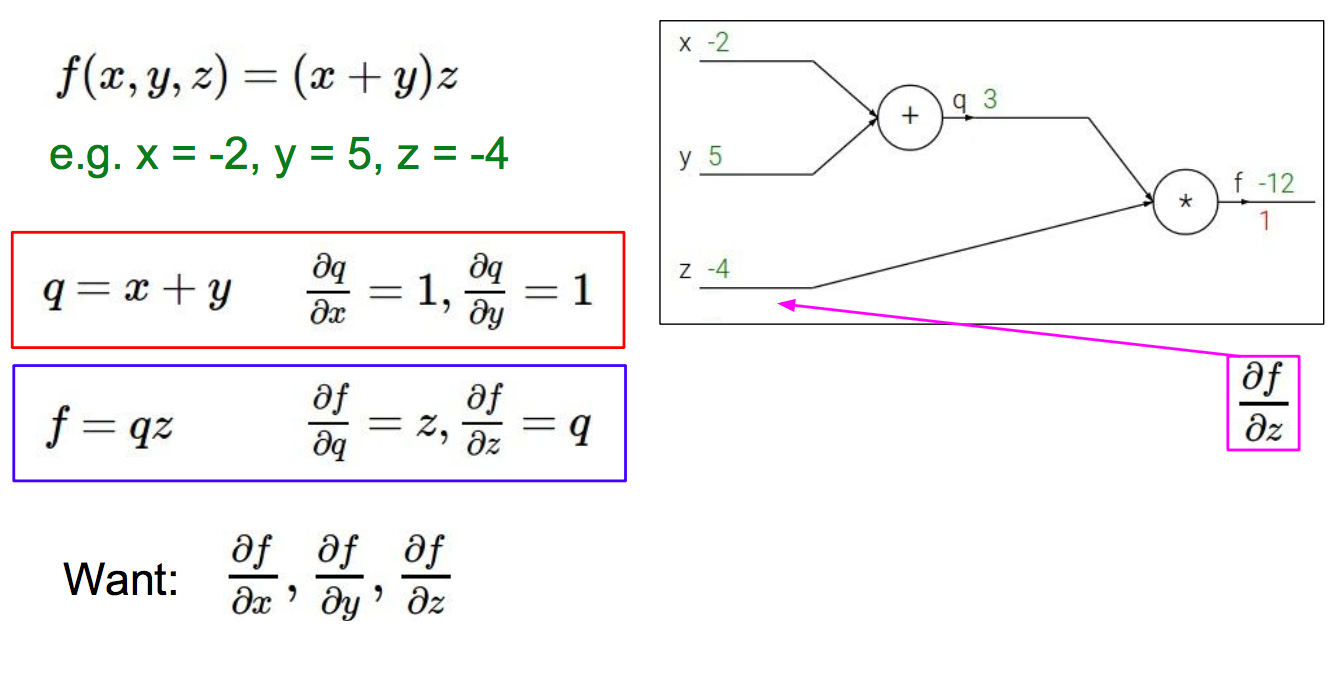 f(x, y, z) = (x + y)z
e.g. x = -2, y = 5, z = -4
q = x + y    ∂q/∂x = 1, ∂q/∂y = 1
f = qz    ∂f/∂q = z, ∂f/∂z = q
Want: ∂f/∂x, ∂f/∂y, ∂f/∂z
x -2
y 5
z -4
+
q 3
*
f -12
1
∂f/∂z